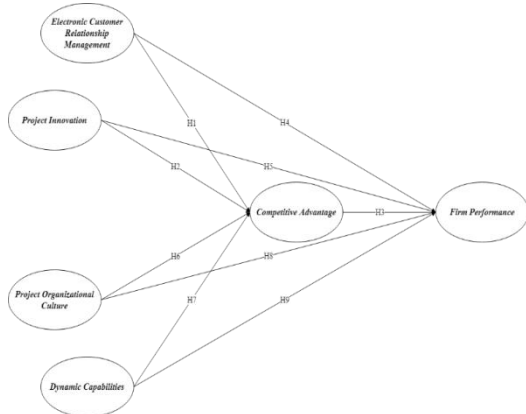 Electronic Customer
Relationship
Management
H1
H4
Project Innovation
H2
H5
Competitive Advantage
H3
Firm Performance
H6
H8
Project Organizational
Culture
H7
H9
Dynamic Capabilities